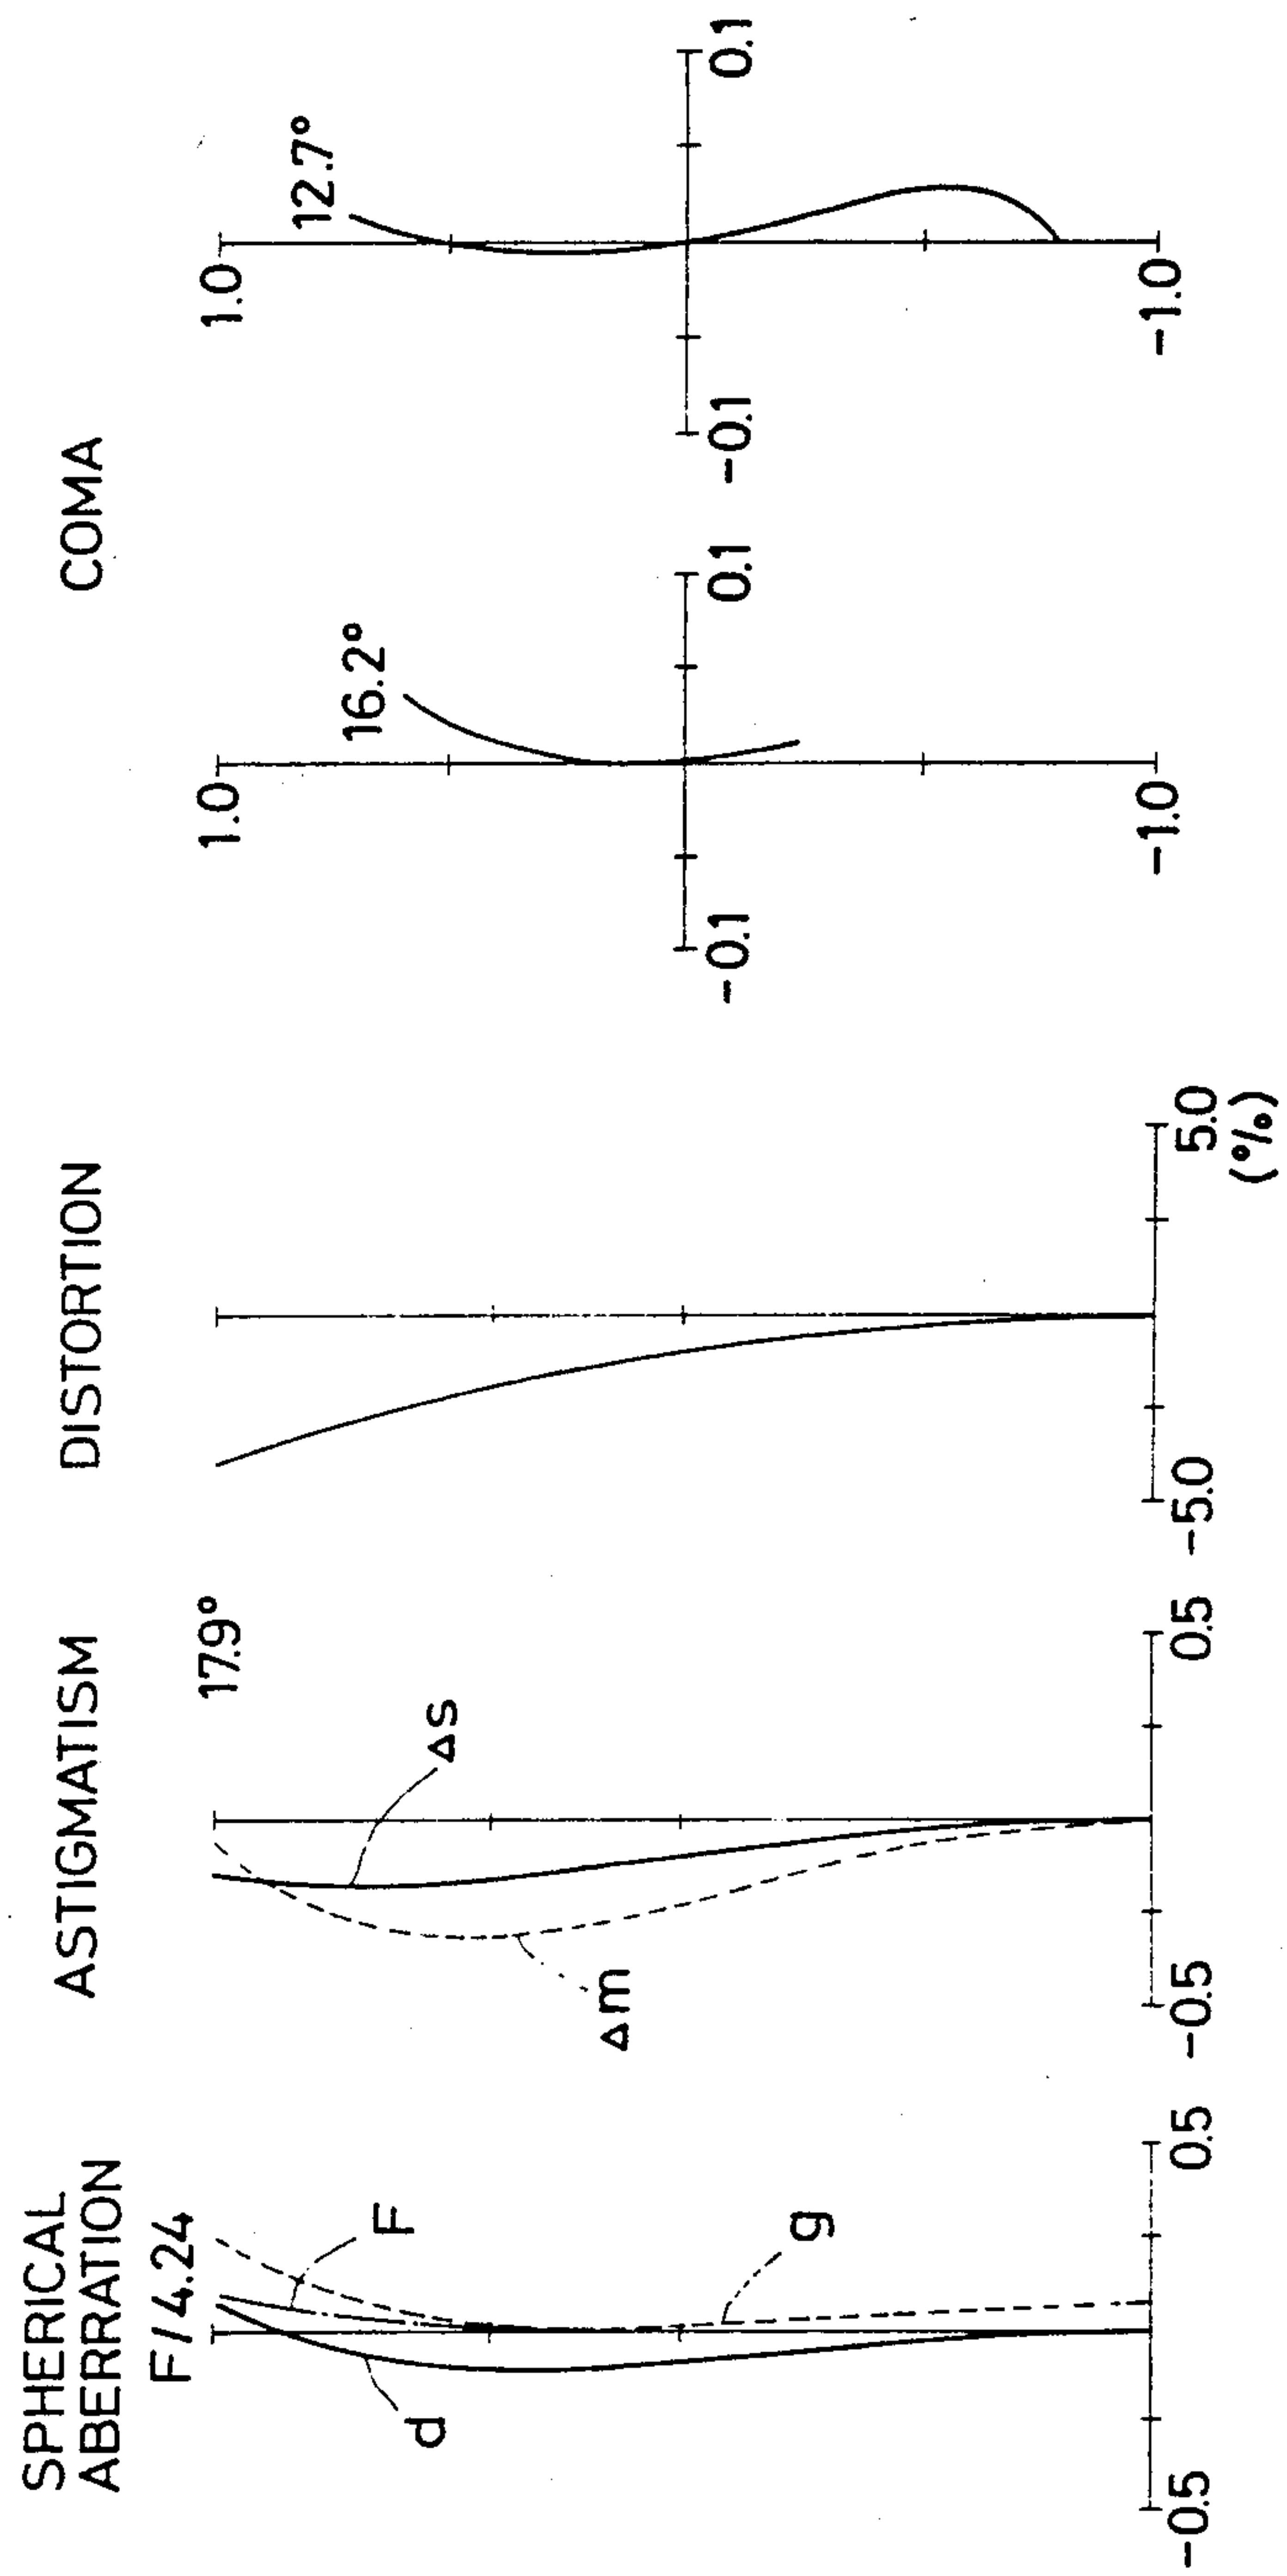 SPHERICAL
ABERRATION
F/4.24
F
d
g
-0.5
0.5
ASTIGMATISM
17.9°
Δs
Δm
-0.5
0.5
DISTORTION
-5.0
5.0
(%)
COMA
1.0
16.2°
-0.1
0.1
-1.0
1.0
12.7°
-0.1
0.1
-1.0